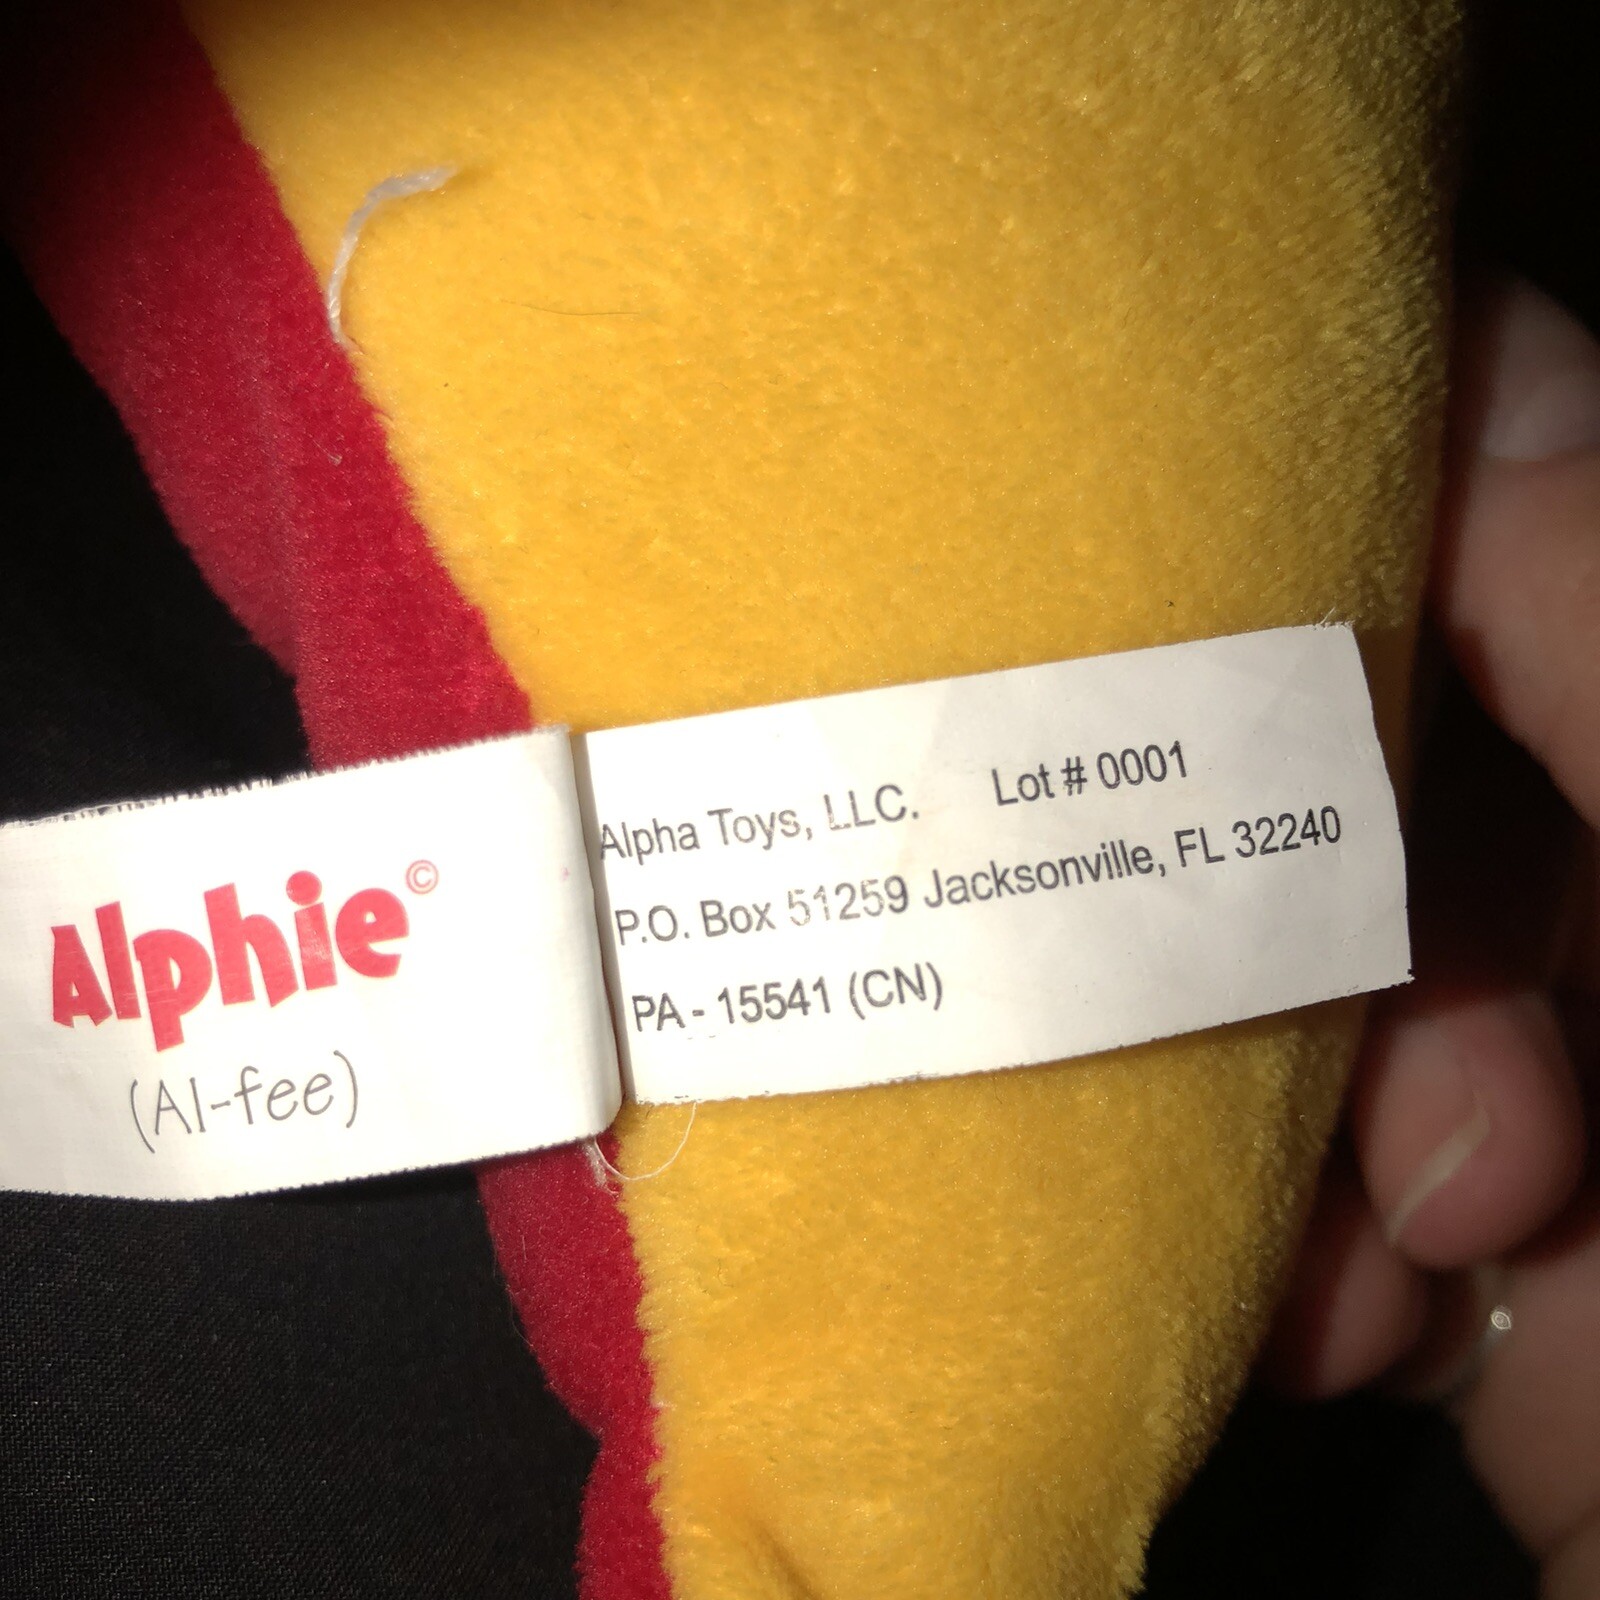 Alphie©
(Al-fee)
Alpha Toys, LLC. Lot # 0001
P.O. Box 51259 Jacksonville, FL 32240
PA - 15541 (CN)